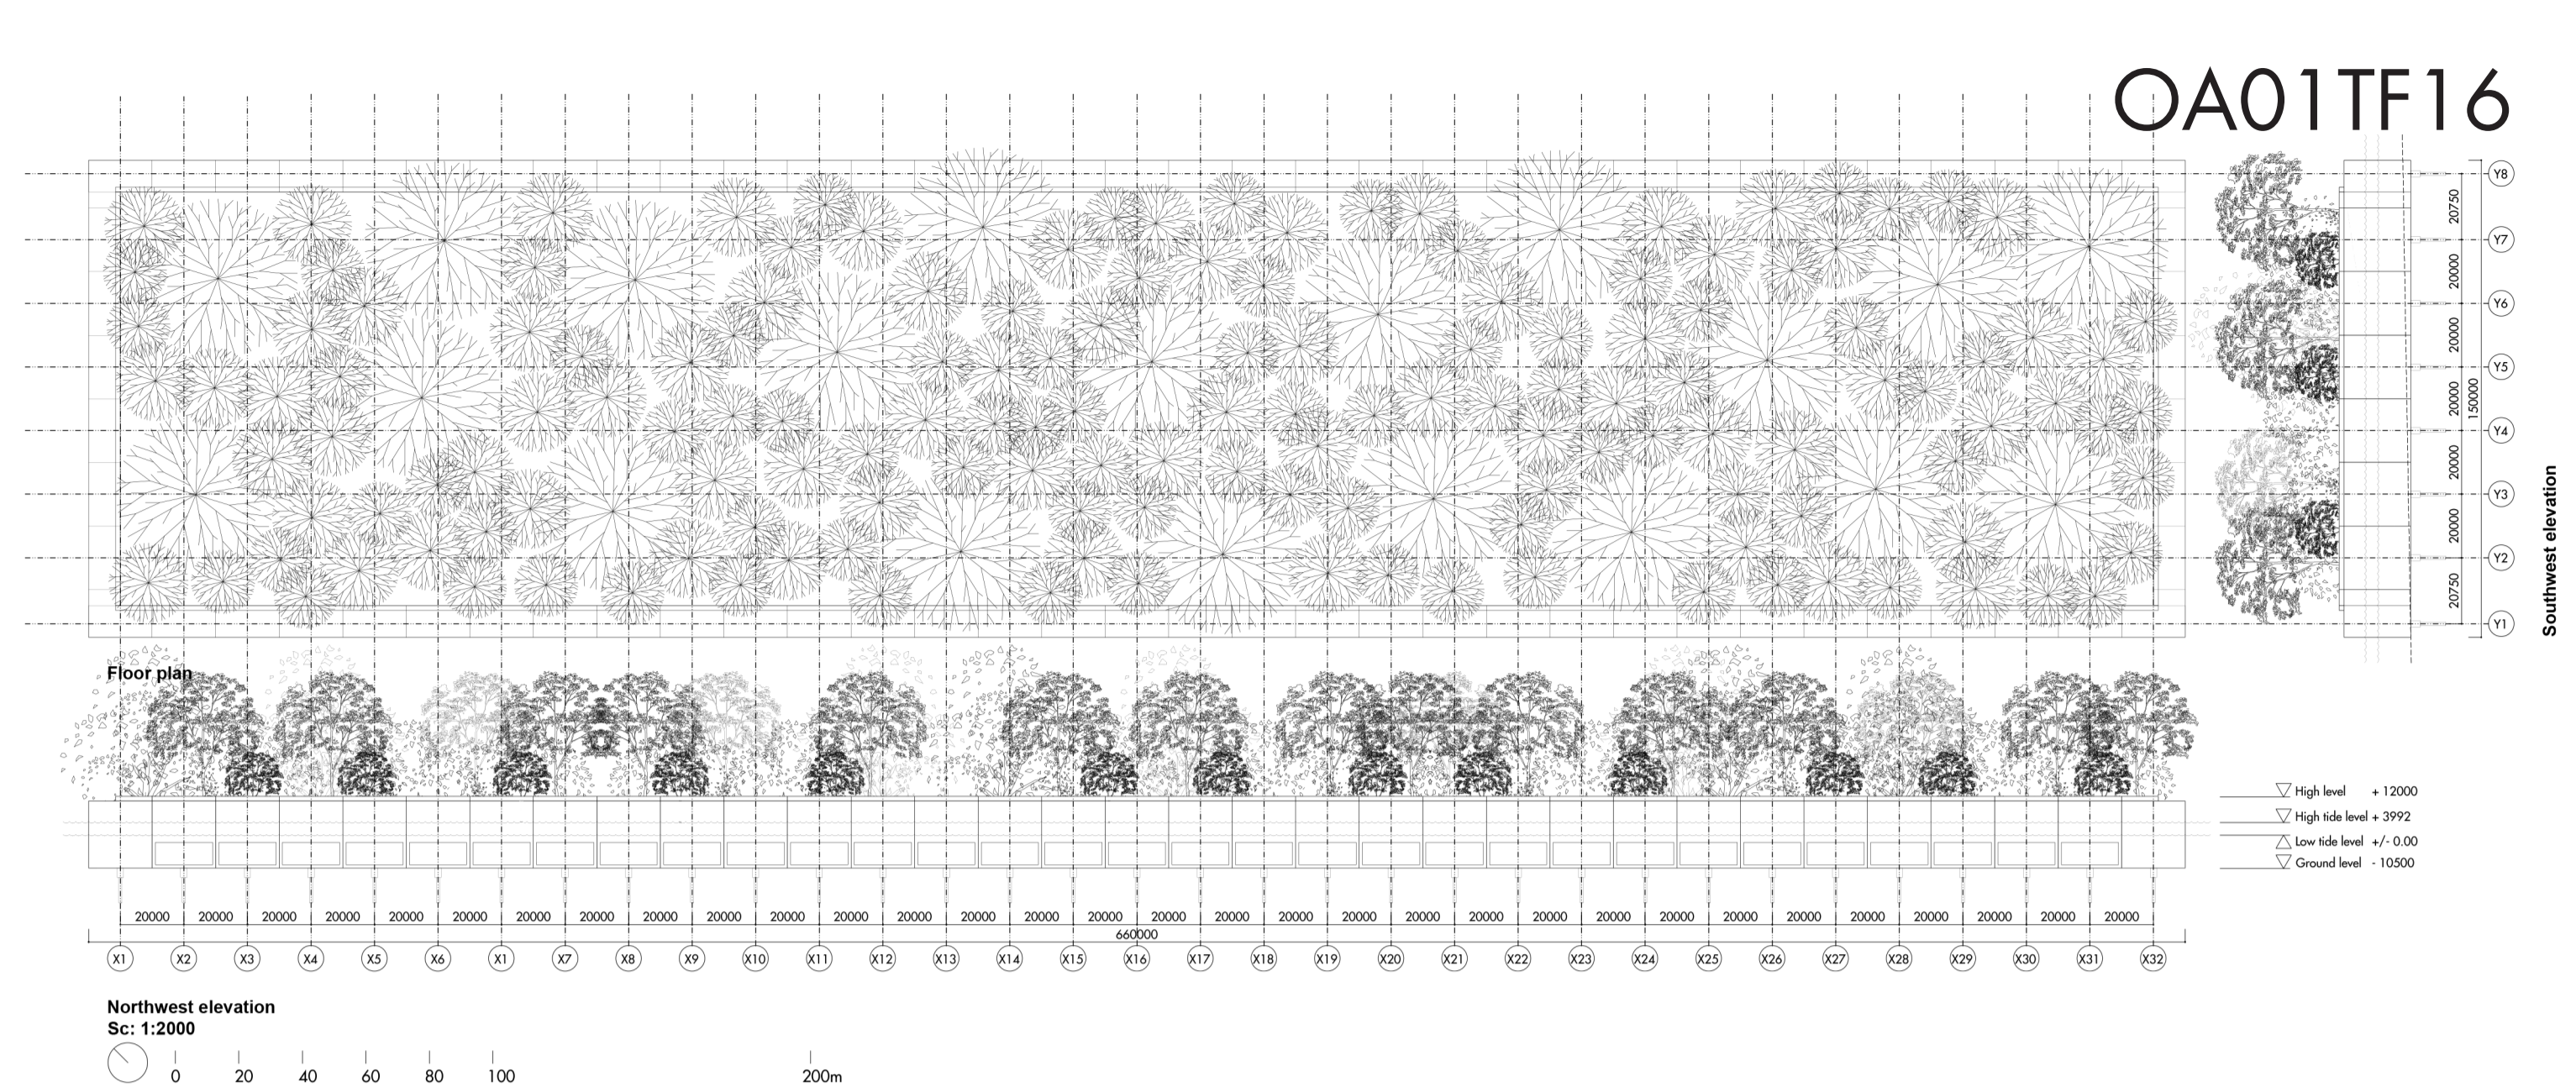 OA01TF16
Y8
20750
Y7
20000
Y6
20000
Y5
20000
150000
Y4
20000
Y3
20000
Y2
20750
Y1
Southwest elevation
Floor plan
High level + 12000
High tide level + 3992
Low tide level +/- 0.00
Ground level - 10500
20000 20000 20000 20000 20000 20000 20000 20000 20000 20000 20000 20000 20000 20000 20000 20000 20000 20000 20000 20000 20000 20000 20000 20000 20000 20000 20000 20000 20000 20000 20000 20000
660000
X1 X2 X3 X4 X5 X6 X1 X7 X8 X9 X10 X11 X12 X13 X14 X15 X16 X17 X18 X19 X20 X21 X22 X23 X24 X25 X26 X27 X28 X29 X30 X31 X32
Northwest elevation
Sc: 1:2000
0 20 40 60 80 100 200m